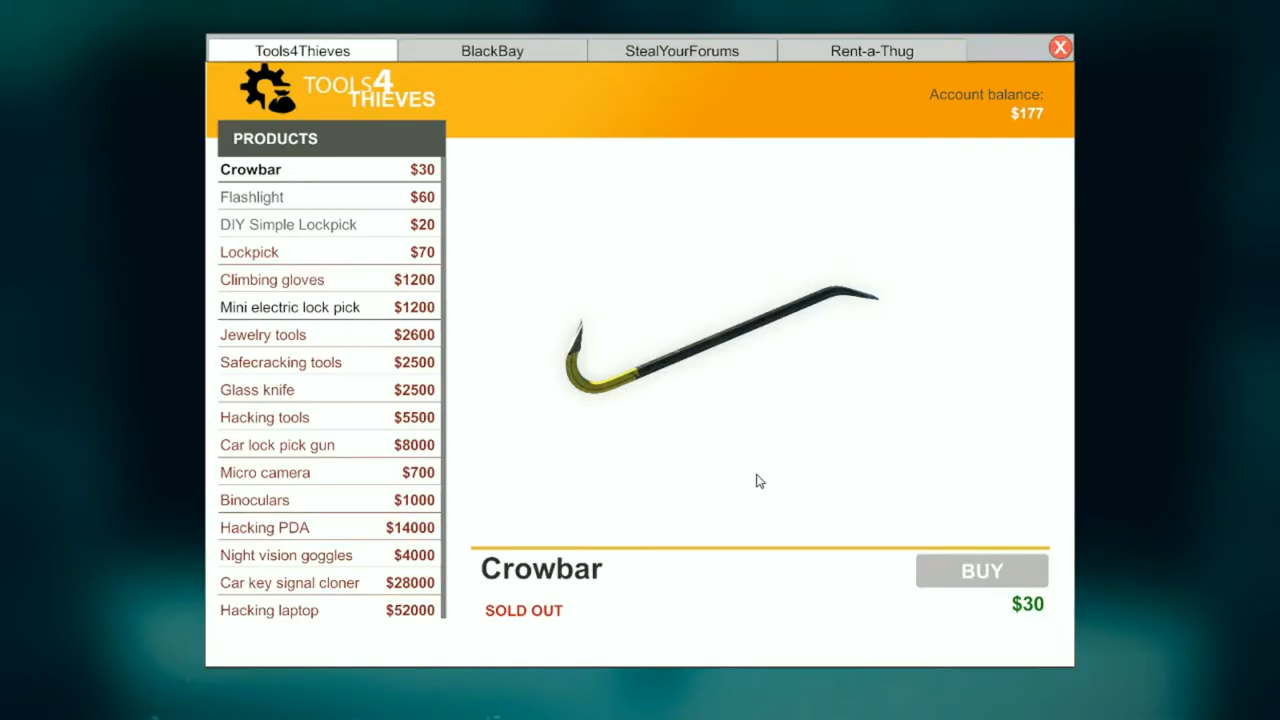 Tools4Thieves
BlackBay
StealYourForums
Rent-a-Thug
X
TOOLS4
THIEVES
Account balance:
$177
PRODUCTS
Crowbar $30
Flashlight $60
DIY Simple Lockpick $20
Lockpick $70
Climbing gloves $1200
Mini electric lock pick $1200
Jewelry tools $2600
Safecracking tools $2500
Glass knife $2500
Hacking tools $5500
Car lock pick gun $8000
Micro camera $700
Binoculars $1000
Hacking PDA $14000
Night vision goggles $4000
Car key signal cloner $28000
Hacking laptop $52000
Crowbar
BUY
SOLD OUT
$30